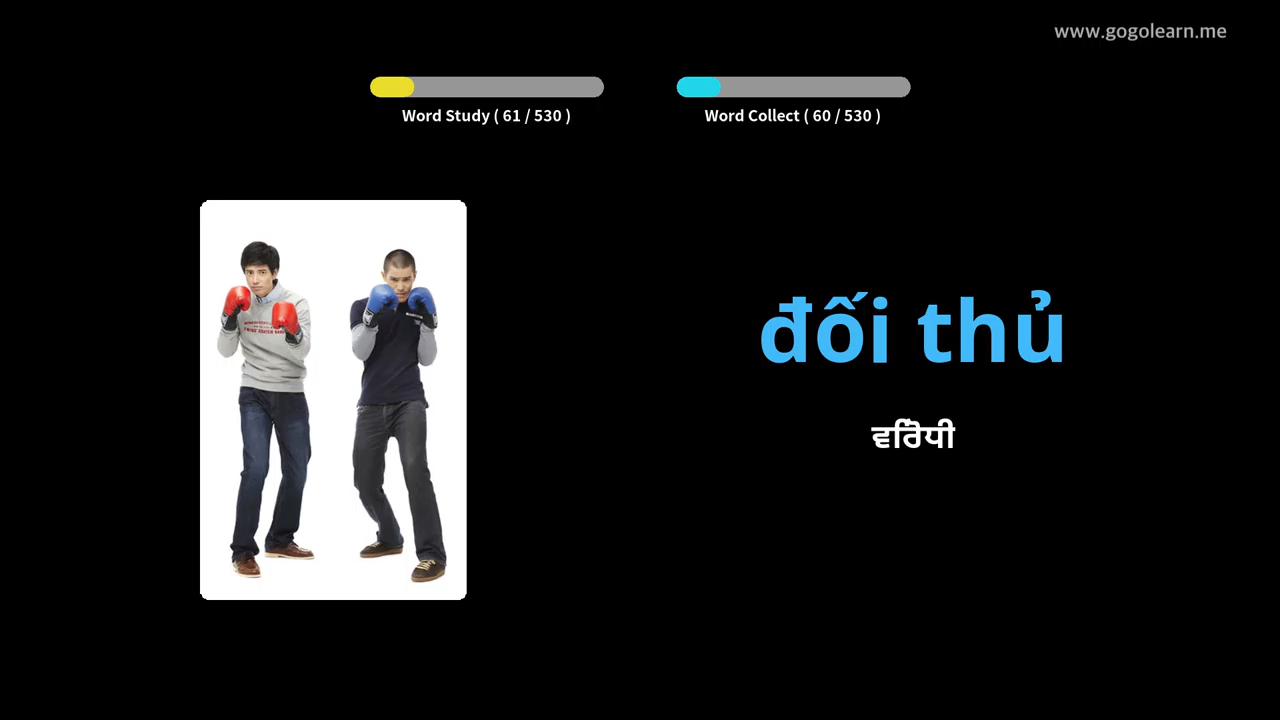 www.gogolearn.me
Word Study ( 61 / 530 )
Word Collect ( 60 / 530 )
đối thủ
ਵਿਰੋਧੀ